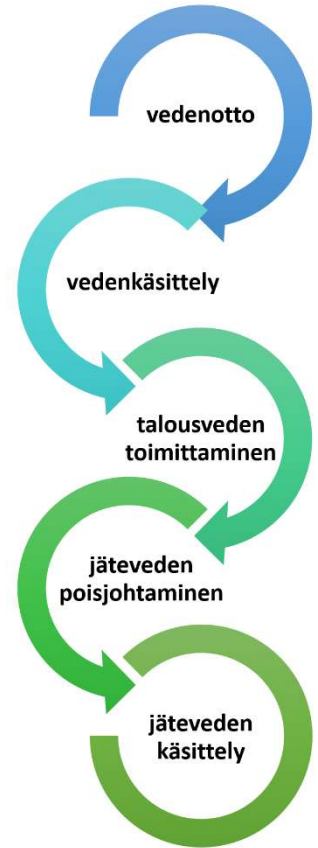 vedenotto
vedenkäsittely
talousveden
toimittaminen
jäteveden
poisjohtaminen
jäteveden
käsittely